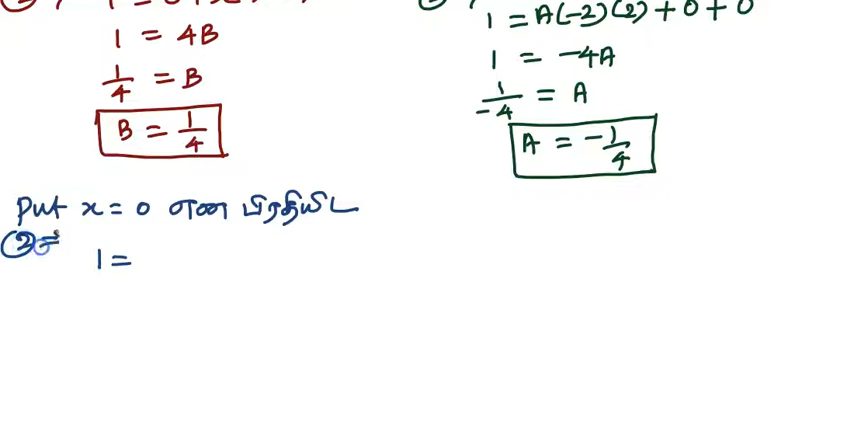 1 = 4B
1/4 = B
B = 1/4
1 = A(-2)(2) + 0 + 0
1 = -4A
1/-4 = A
A = -1/4
Put x = 0 என பிரதியிட
② =
1 =